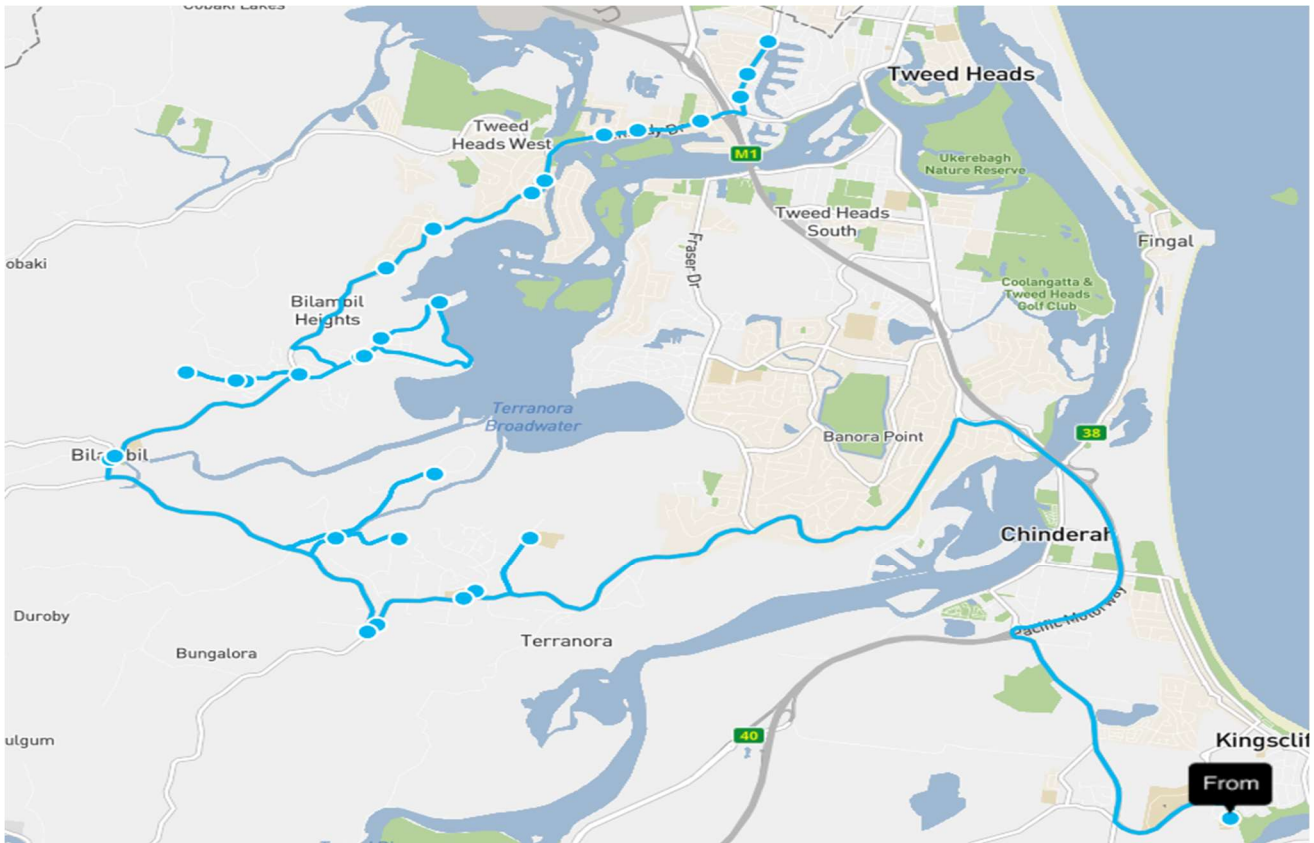 Cobaki Lakes
Tweed Heads
Tweed
Heads West
M1
Ukerebagh
Nature Reserve
Tweed Heads
South
Fingal
Fraser Dr
obaki
Coolangatta &
Tweed Heads
Golf Club
Bilambil
Heights
Terranora
Broadwater
Banora Point
38
Chinderah
Duroby
Pacific Motorway
Terranora
Bungalora
40
ulgum
Kingsclif
From